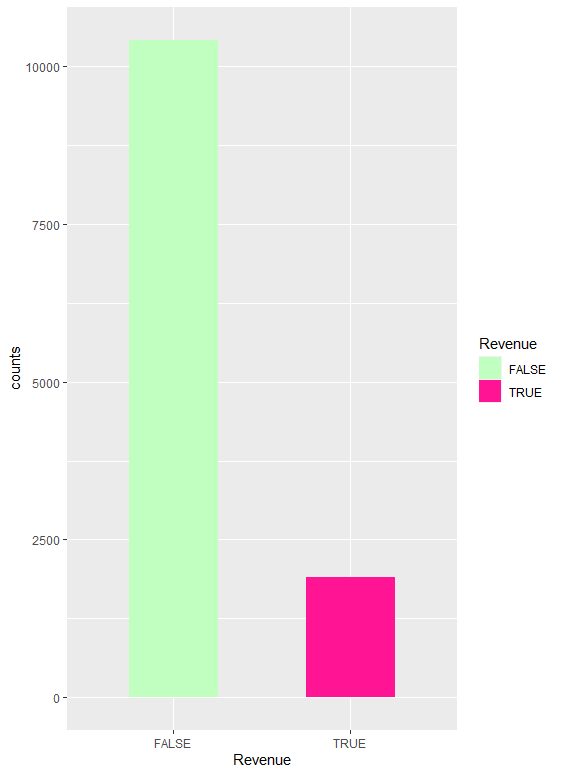 10000
7500
5000
2500
0
counts
FALSE
TRUE
Revenue
Revenue
FALSE
TRUE